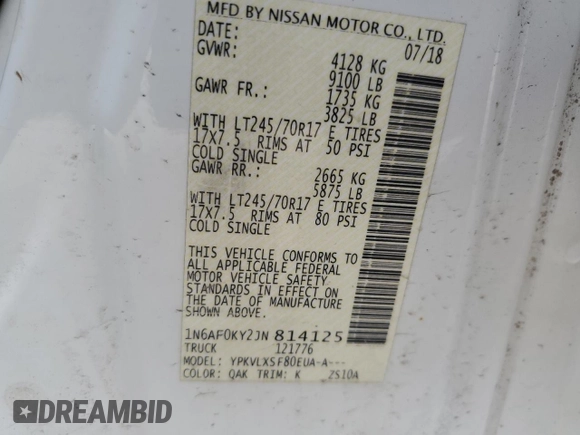 MFD BY NISSAN MOTOR CO., LTD.
DATE: 07/18
GVWR: 4128 KG
9100 LB
GAWR FR.: 1735 KG
3825 LB
WITH LT245/70R17 E TIRES
17X7.5 RIMS AT 50 PSI
COLD SINGLE
GAWR RR.: 2665 KG
5875 LB
WITH LT245/70R17 E TIRES
17X7.5 RIMS AT 80 PSI
COLD SINGLE
THIS VEHICLE CONFORMS TO
ALL APPLICABLE FEDERAL
MOTOR VEHICLE SAFETY
STANDARDS IN EFFECT ON
THE DATE OF MANUFACTURE
SHOWN ABOVE.
1N6AF0KY2JN814125
TRUCK 121776
MODEL: YPKVLX5F80EUA-A---
COLOR: QAK TRIM: K ZS10A
DREAMBID